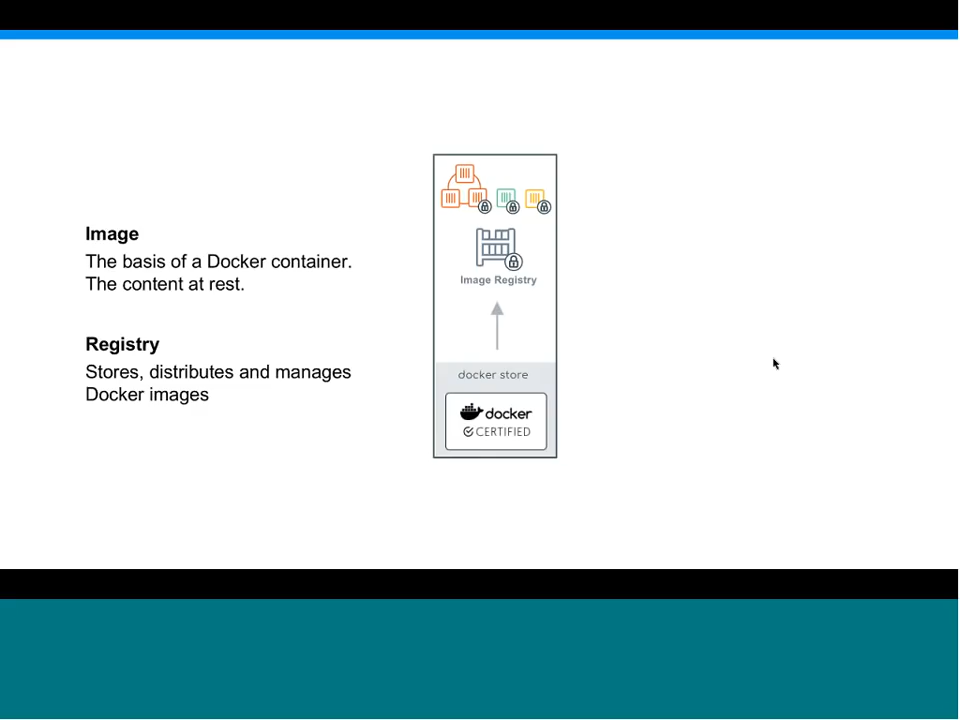 Image
The basis of a Docker container.
The content at rest.
Registry
Stores, distributes and manages
Docker images
Image Registry
docker store
docker
CERTIFIED